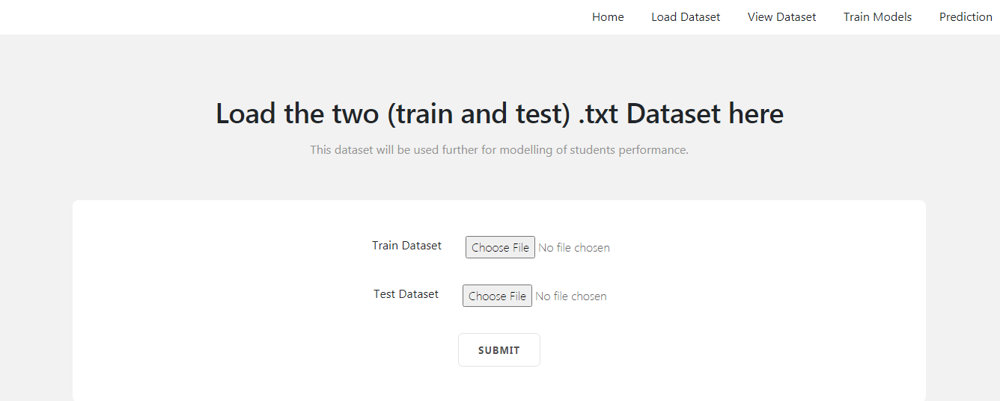 Home Load Dataset View Dataset Train Models Prediction
Load the two (train and test) .txt Dataset here
This dataset will be used further for modelling of students performance.
Train Dataset Choose File No file chosen
Test Dataset Choose File No file chosen
SUBMIT